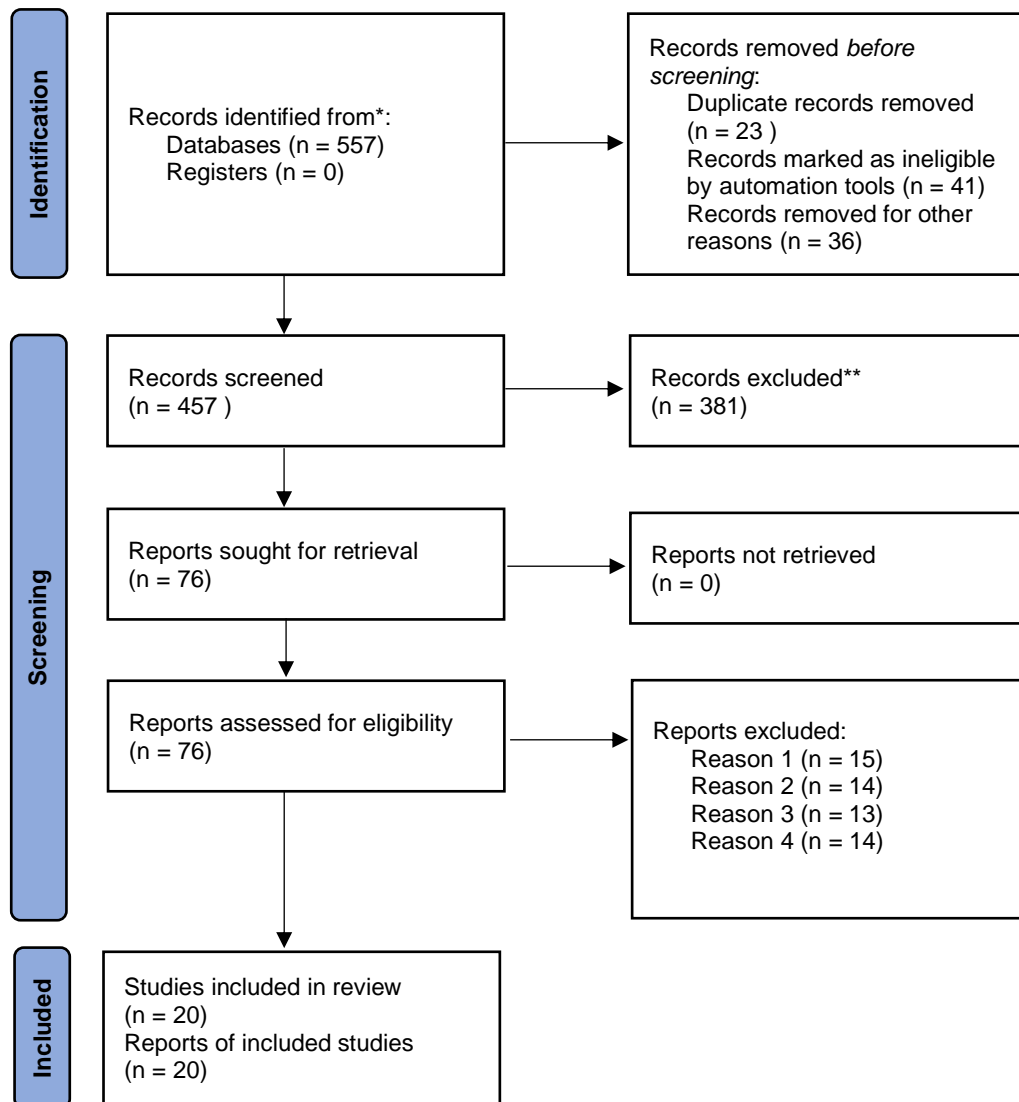 Identification
Records identified from*:
Databases (n = 557)
Registers (n = 0)
Records removed before
screening:
Duplicate records removed
(n = 23 )
Records marked as ineligible
by automation tools (n = 41)
Records removed for other
reasons (n = 36)
Screening
Records screened
(n = 457 )
Records excluded**
(n = 381)
Reports sought for retrieval
(n = 76)
Reports not retrieved
(n = 0)
Reports assessed for eligibility
(n = 76)
Reports excluded:
Reason 1 (n = 15)
Reason 2 (n = 14)
Reason 3 (n = 13)
Reason 4 (n = 14)
Included
Studies included in review
(n = 20)
Reports of included studies
(n = 20)